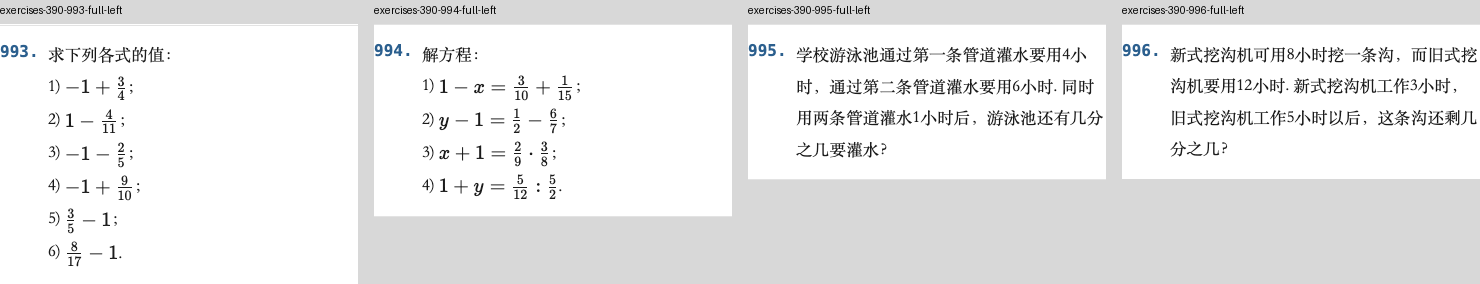 exercises-390-993-full-left
993. 求下列各式的值:
1) −1 + 3/4;
2) 1 − 4/11;
3) −1 − 2/5;
4) −1 + 9/10;
5) 3/5 − 1;
6) 8/17 − 1.
exercises-390-994-full-left
994. 解方程:
1) 1 − x = 3/10 + 1/15;
2) y − 1 = 1/2 − 6/7;
3) x + 1 = 2/9 · 3/8;
4) 1 + y = 5/12 : 5/2.
exercises-390-995-full-left
995. 学校游泳池通过第一条管道灌水要用4小
时，通过第二条管道灌水要用6小时. 同时
用两条管道灌水1小时后，游泳池还有几分
之几要灌水?
exercises-390-996-full-left
996. 新式挖沟机可用8小时挖一条沟，而旧式挖
沟机要用12小时. 新式挖沟机工作3小时，
旧式挖沟机工作5小时以后，这条沟还剩几
分之几?